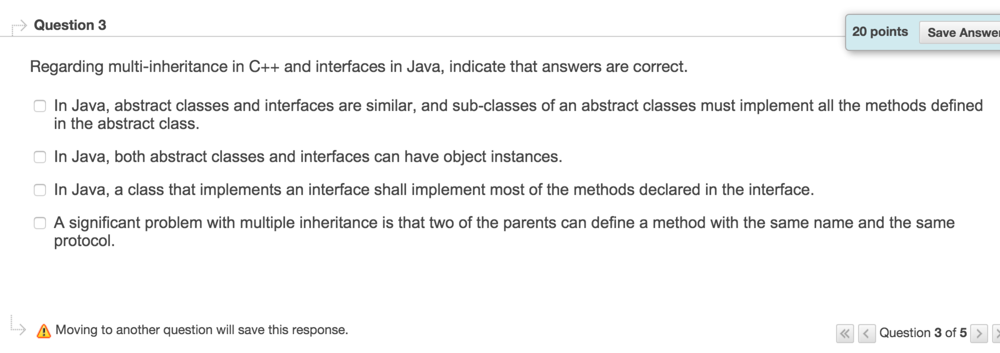 Question 3
20 points
Save Answer
Regarding multi-inheritance in C++ and interfaces in Java, indicate that answers are correct.
In Java, abstract classes and interfaces are similar, and sub-classes of an abstract classes must implement all the methods defined
in the abstract class.
In Java, both abstract classes and interfaces can have object instances.
In Java, a class that implements an interface shall implement most of the methods declared in the interface.
A significant problem with multiple inheritance is that two of the parents can define a method with the same name and the same
protocol.
Moving to another question will save this response.
Question 3 of 5